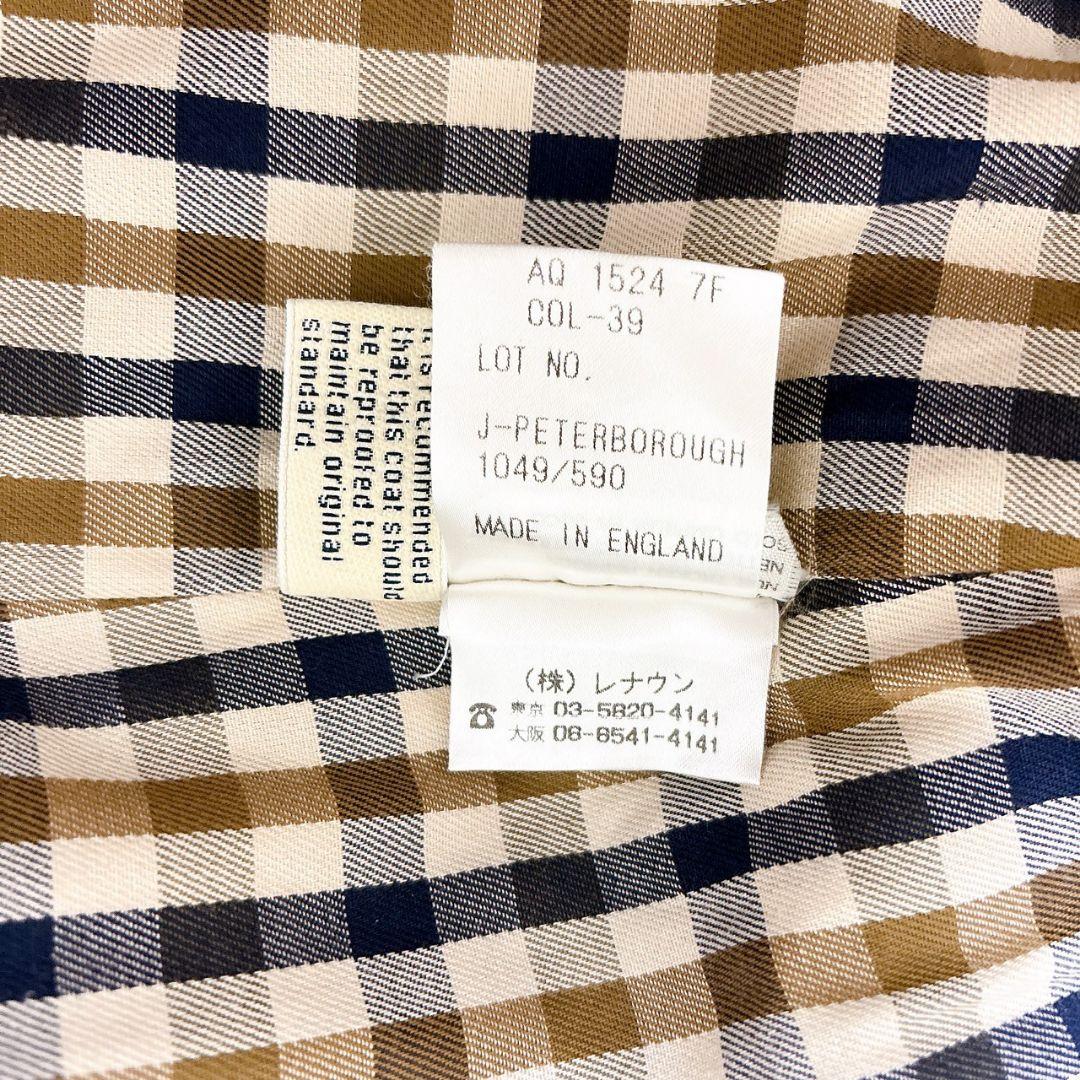 AQ 1524 7F
COL-39
LOT NO.
J-PETERBOROUGH
1049/590
MADE IN ENGLAND
(株) レナウン
☎ 東京 03-5820-4141
大阪 06-6541-4141
recommended
that this coat should
be reproofed to
maintain original
standard.